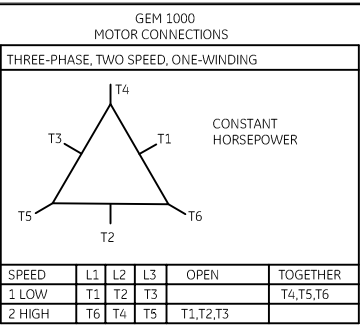 GEM 1000
MOTOR CONNECTIONS
THREE-PHASE, TWO SPEED, ONE-WINDING
T4
CONSTANT
HORSEPOWER
T3
T1
T5
T6
T2
SPEED L1 L2 L3 OPEN TOGETHER
1 LOW T1 T2 T3 T4,T5,T6
2 HIGH T6 T4 T5 T1,T2,T3